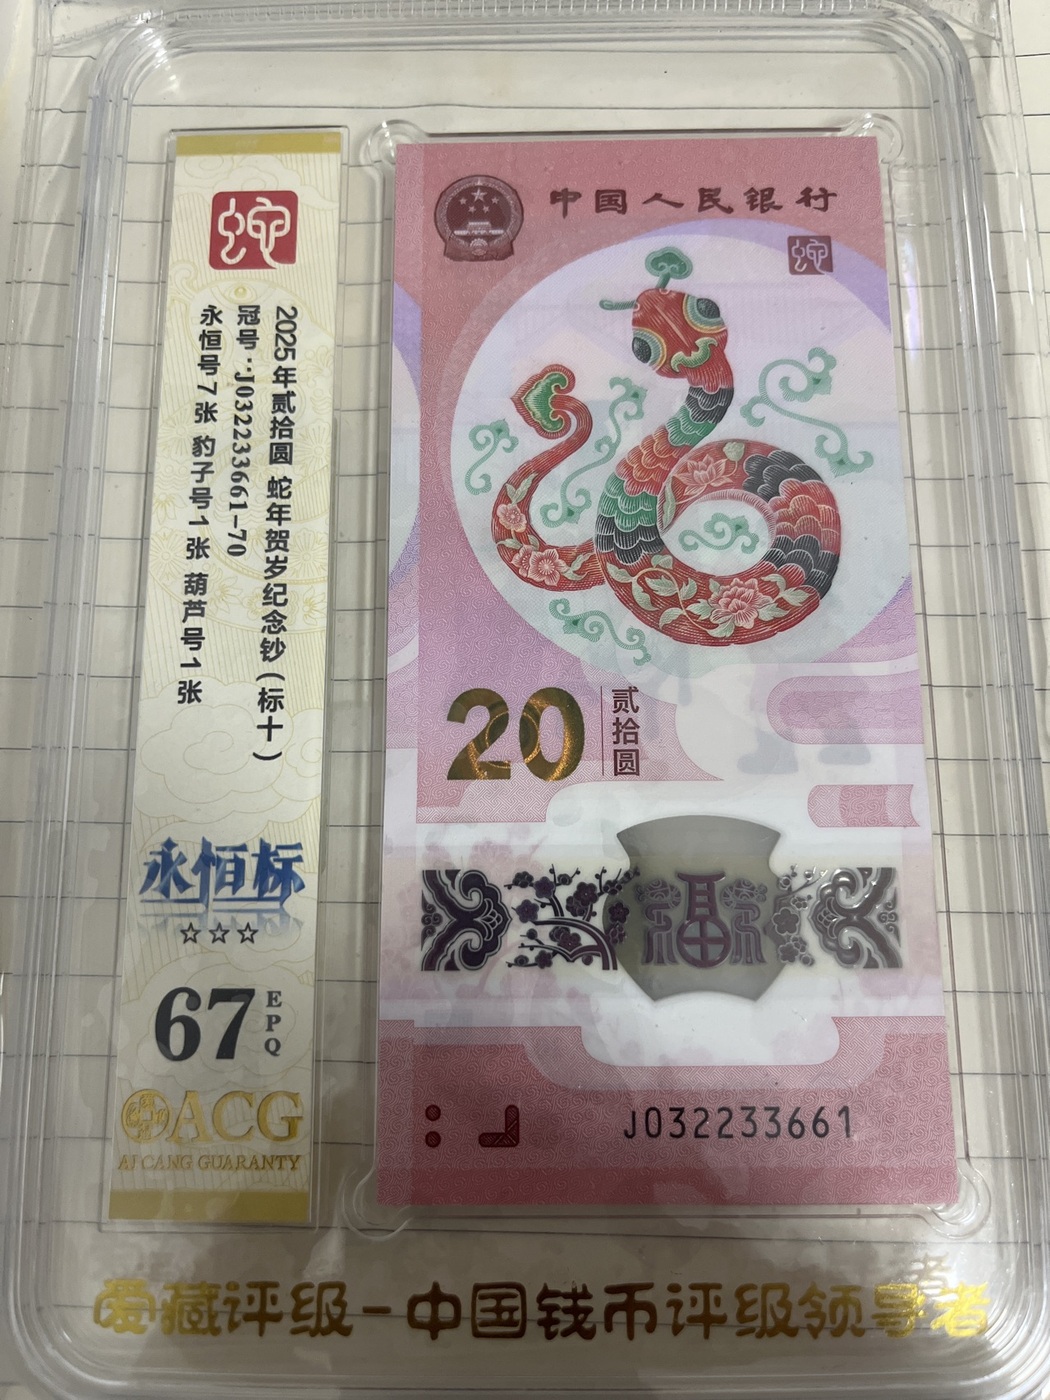 蛇
2025年贰拾圆 蛇年贺岁纪念钞(标十)
冠号:J032233661-70
永恒号7张 豹子号1张 葫芦号1张
永恒标
☆☆☆
67 EPQ
ACG
AI CANG GUARANTY
中国人民银行
蛇
20 贰拾圆
福
J032233661
爱藏评级-中国钱币评级领导者